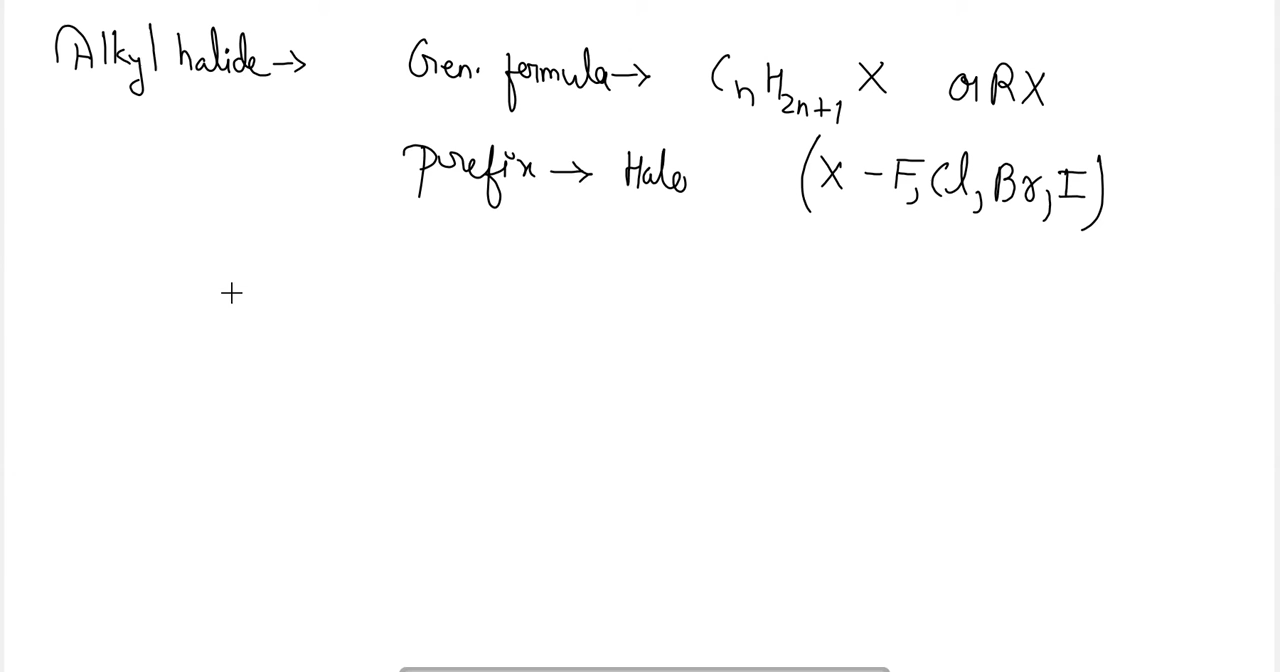 Alkyl halide → Gen. formula → CnH2n+1 X or RX
Prefix → Halo (X - F, Cl, Br, I)